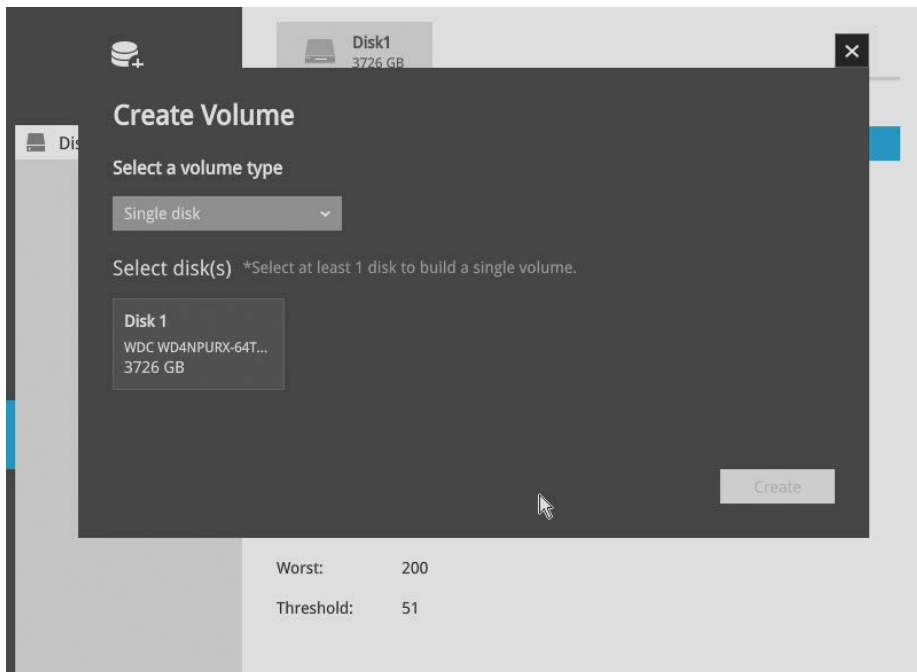 Disk1
3726 GB
Create Volume
Select a volume type
Single disk
Select disk(s) *Select at least 1 disk to build a single volume.
Disk 1
WDC WD4NPURX-64T...
3726 GB
Create
Worst: 200
Threshold: 51